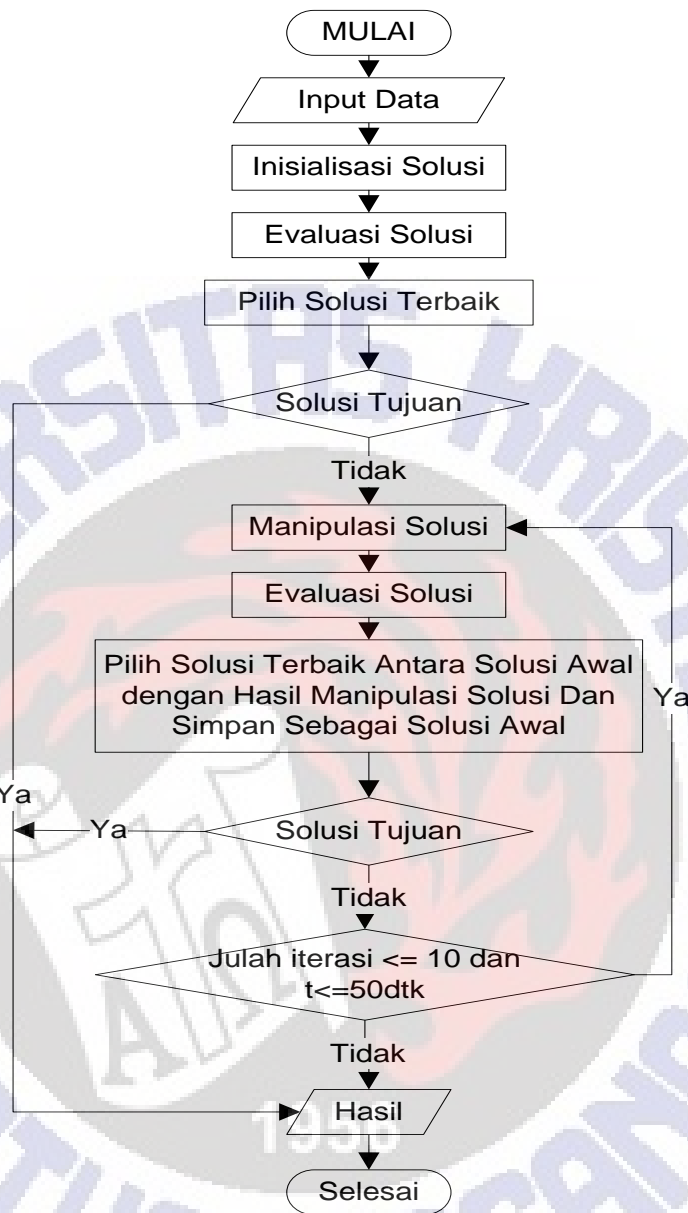 MULAI
Input Data
Inisialisasi Solusi
Evaluasi Solusi
Pilih Solusi Terbaik
Solusi Tujuan
Tidak
Manipulasi Solusi
Evaluasi Solusi
Pilih Solusi Terbaik Antara Solusi Awal
dengan Hasil Manipulasi Solusi Dan
Simpan Sebagai Solusi Awal
Ya
Ya
Ya
Solusi Tujuan
Tidak
Julah iterasi <= 10 dan
t<=50dtk
Tidak
Hasil
1956
Selesai